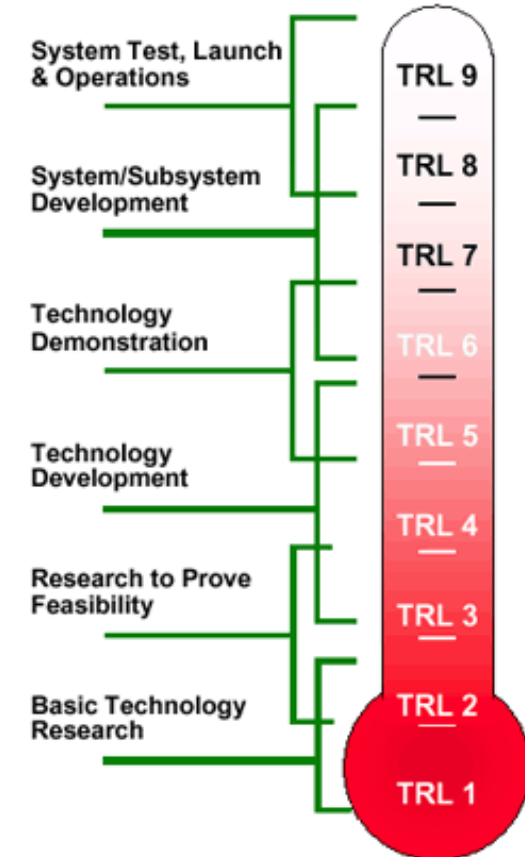 System Test, Launch
& Operations
System/Subsystem
Development
Technology
Demonstration
Technology
Development
Research to Prove
Feasibility
Basic Technology
Research
TRL 9
TRL 8
TRL 7
TRL 6
TRL 5
TRL 4
TRL 3
TRL 2
TRL 1